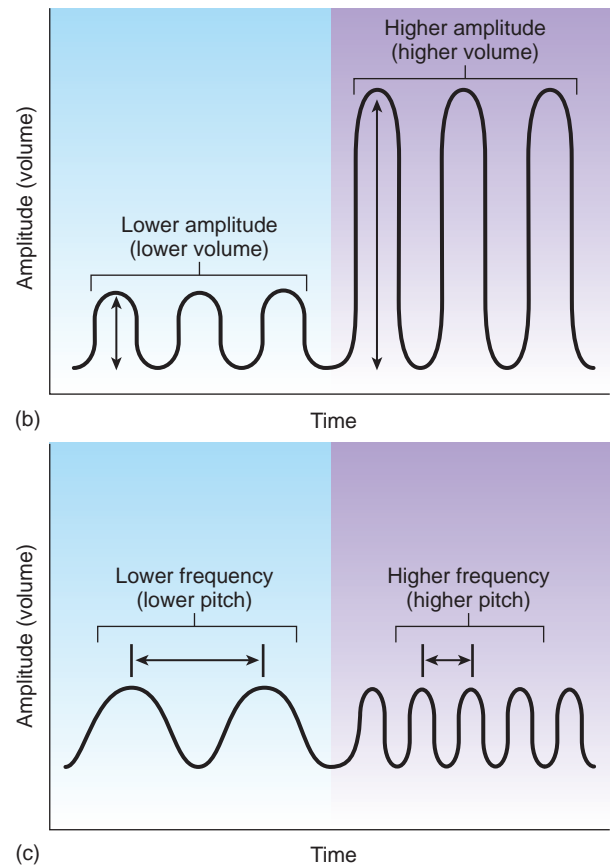 Higher amplitude
(higher volume)
Lower amplitude
(lower volume)
Amplitude (volume)
(b)
Time
Lower frequency
(lower pitch)
Higher frequency
(higher pitch)
Amplitude (volume)
(c)
Time